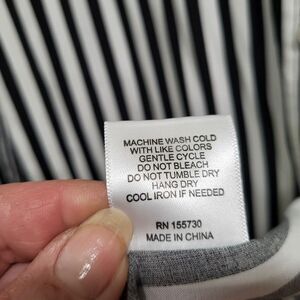 MACHINE WASH COLD
WITH LIKE COLORS
GENTLE CYCLE
DO NOT BLEACH
DO NOT TUMBLE DRY
HANG DRY
COOL IRON IF NEEDED
RN 155730
MADE IN CHINA